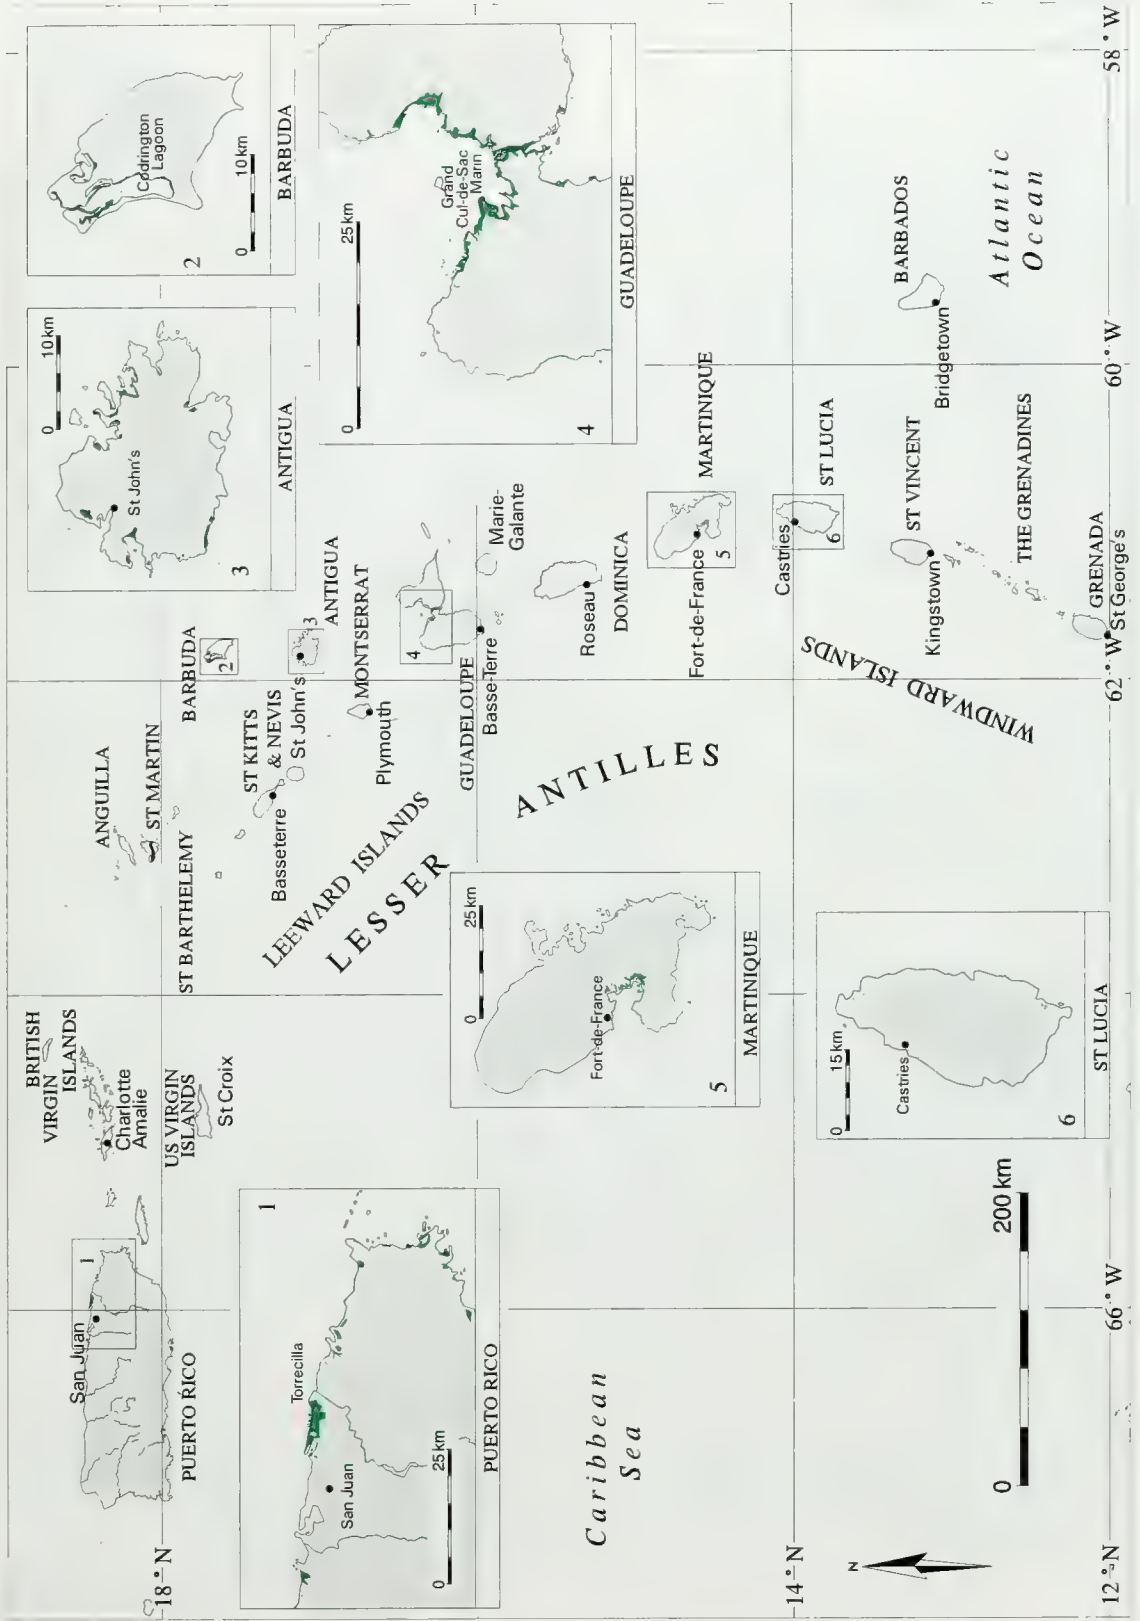 BRITISH
VIRGIN
ISLANDS
Charlotte
Amalie
US VIRGIN
ISLANDS
St Croix
San Juan
1
PUERTO RICO
ANGUILLA
ST MARTIN
ST BARTHELEMY
BARBUDA
2
ST KITTS
& NEVIS
Basseterre
St John's
3
ANTIGUA
MONTSERRAT
Plymouth
LEEWARD ISLANDS
LESSER
ANTILLES
GUADELOUPE
4
Basse-Terre
Marie-
Galante
Roseau
DOMINICA
MARTINIQUE
Fort-de-France
5
ST LUCIA
Castries
6
ST VINCENT
Kingstown
THE GRENADINES
GRENADA
St George's
WINDWARD ISLANDS
BARBADOS
Bridgetown
Atlantic
Ocean
Caribbean
Sea
1
Torrecilla
San Juan
0 25 km
PUERTO RICO
2
Codrington
Lagoon
0 10 km
BARBUDA
3
St John's
0 10 km
ANTIGUA
4
Grand
Cul-de-Sac
Marin
0 25 km
GUADELOUPE
5
Fort-de-France
0 25 km
MARTINIQUE
6
Castries
0 15 km
ST LUCIA
0 200 km
N
18° N
14° N
12° N
66° W
62° W
60° W
58° W